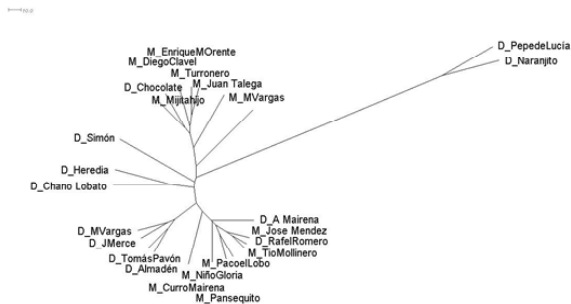 D_PepedeLucía
D_Naranjito
M_EnriqueMOrente
M_DiegoClavel
M_Turronero
M_Juan Talega
D_Chocolate
M_Mijitahijo
M_MVargas
D_Simón
D_Heredia
D_Chano Lobato
D_A Mairena
D_MVargas
M_Jose Mendez
D_JMerce
D_RafelRomero
M_TioMollinero
D_TomásPavón
M_PacoelLobo
D_Almadén
M_NiñoGloria
M_CurroMairena
M_Pansequito